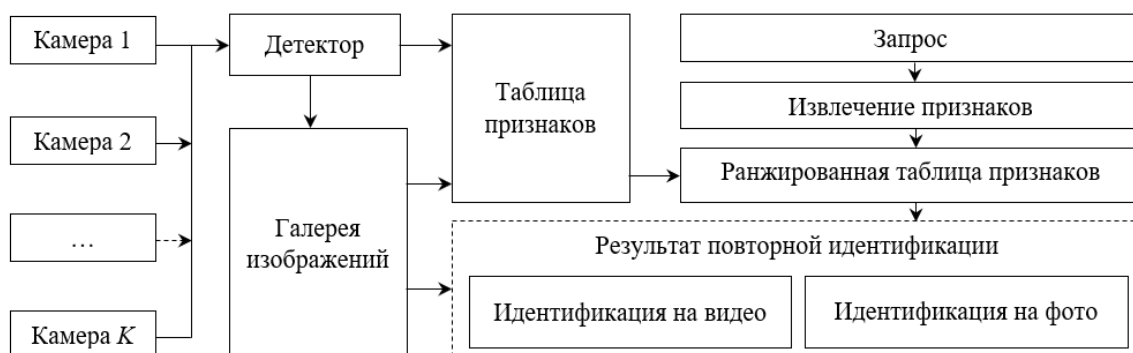 Камера 1
Камера 2
…
Камера K
Детектор
Галерея
изображений
Таблица
признаков
Запрос
Извлечение признаков
Ранжированная таблица признаков
Результат повторной идентификации
Идентификация на видео
Идентификация на фото